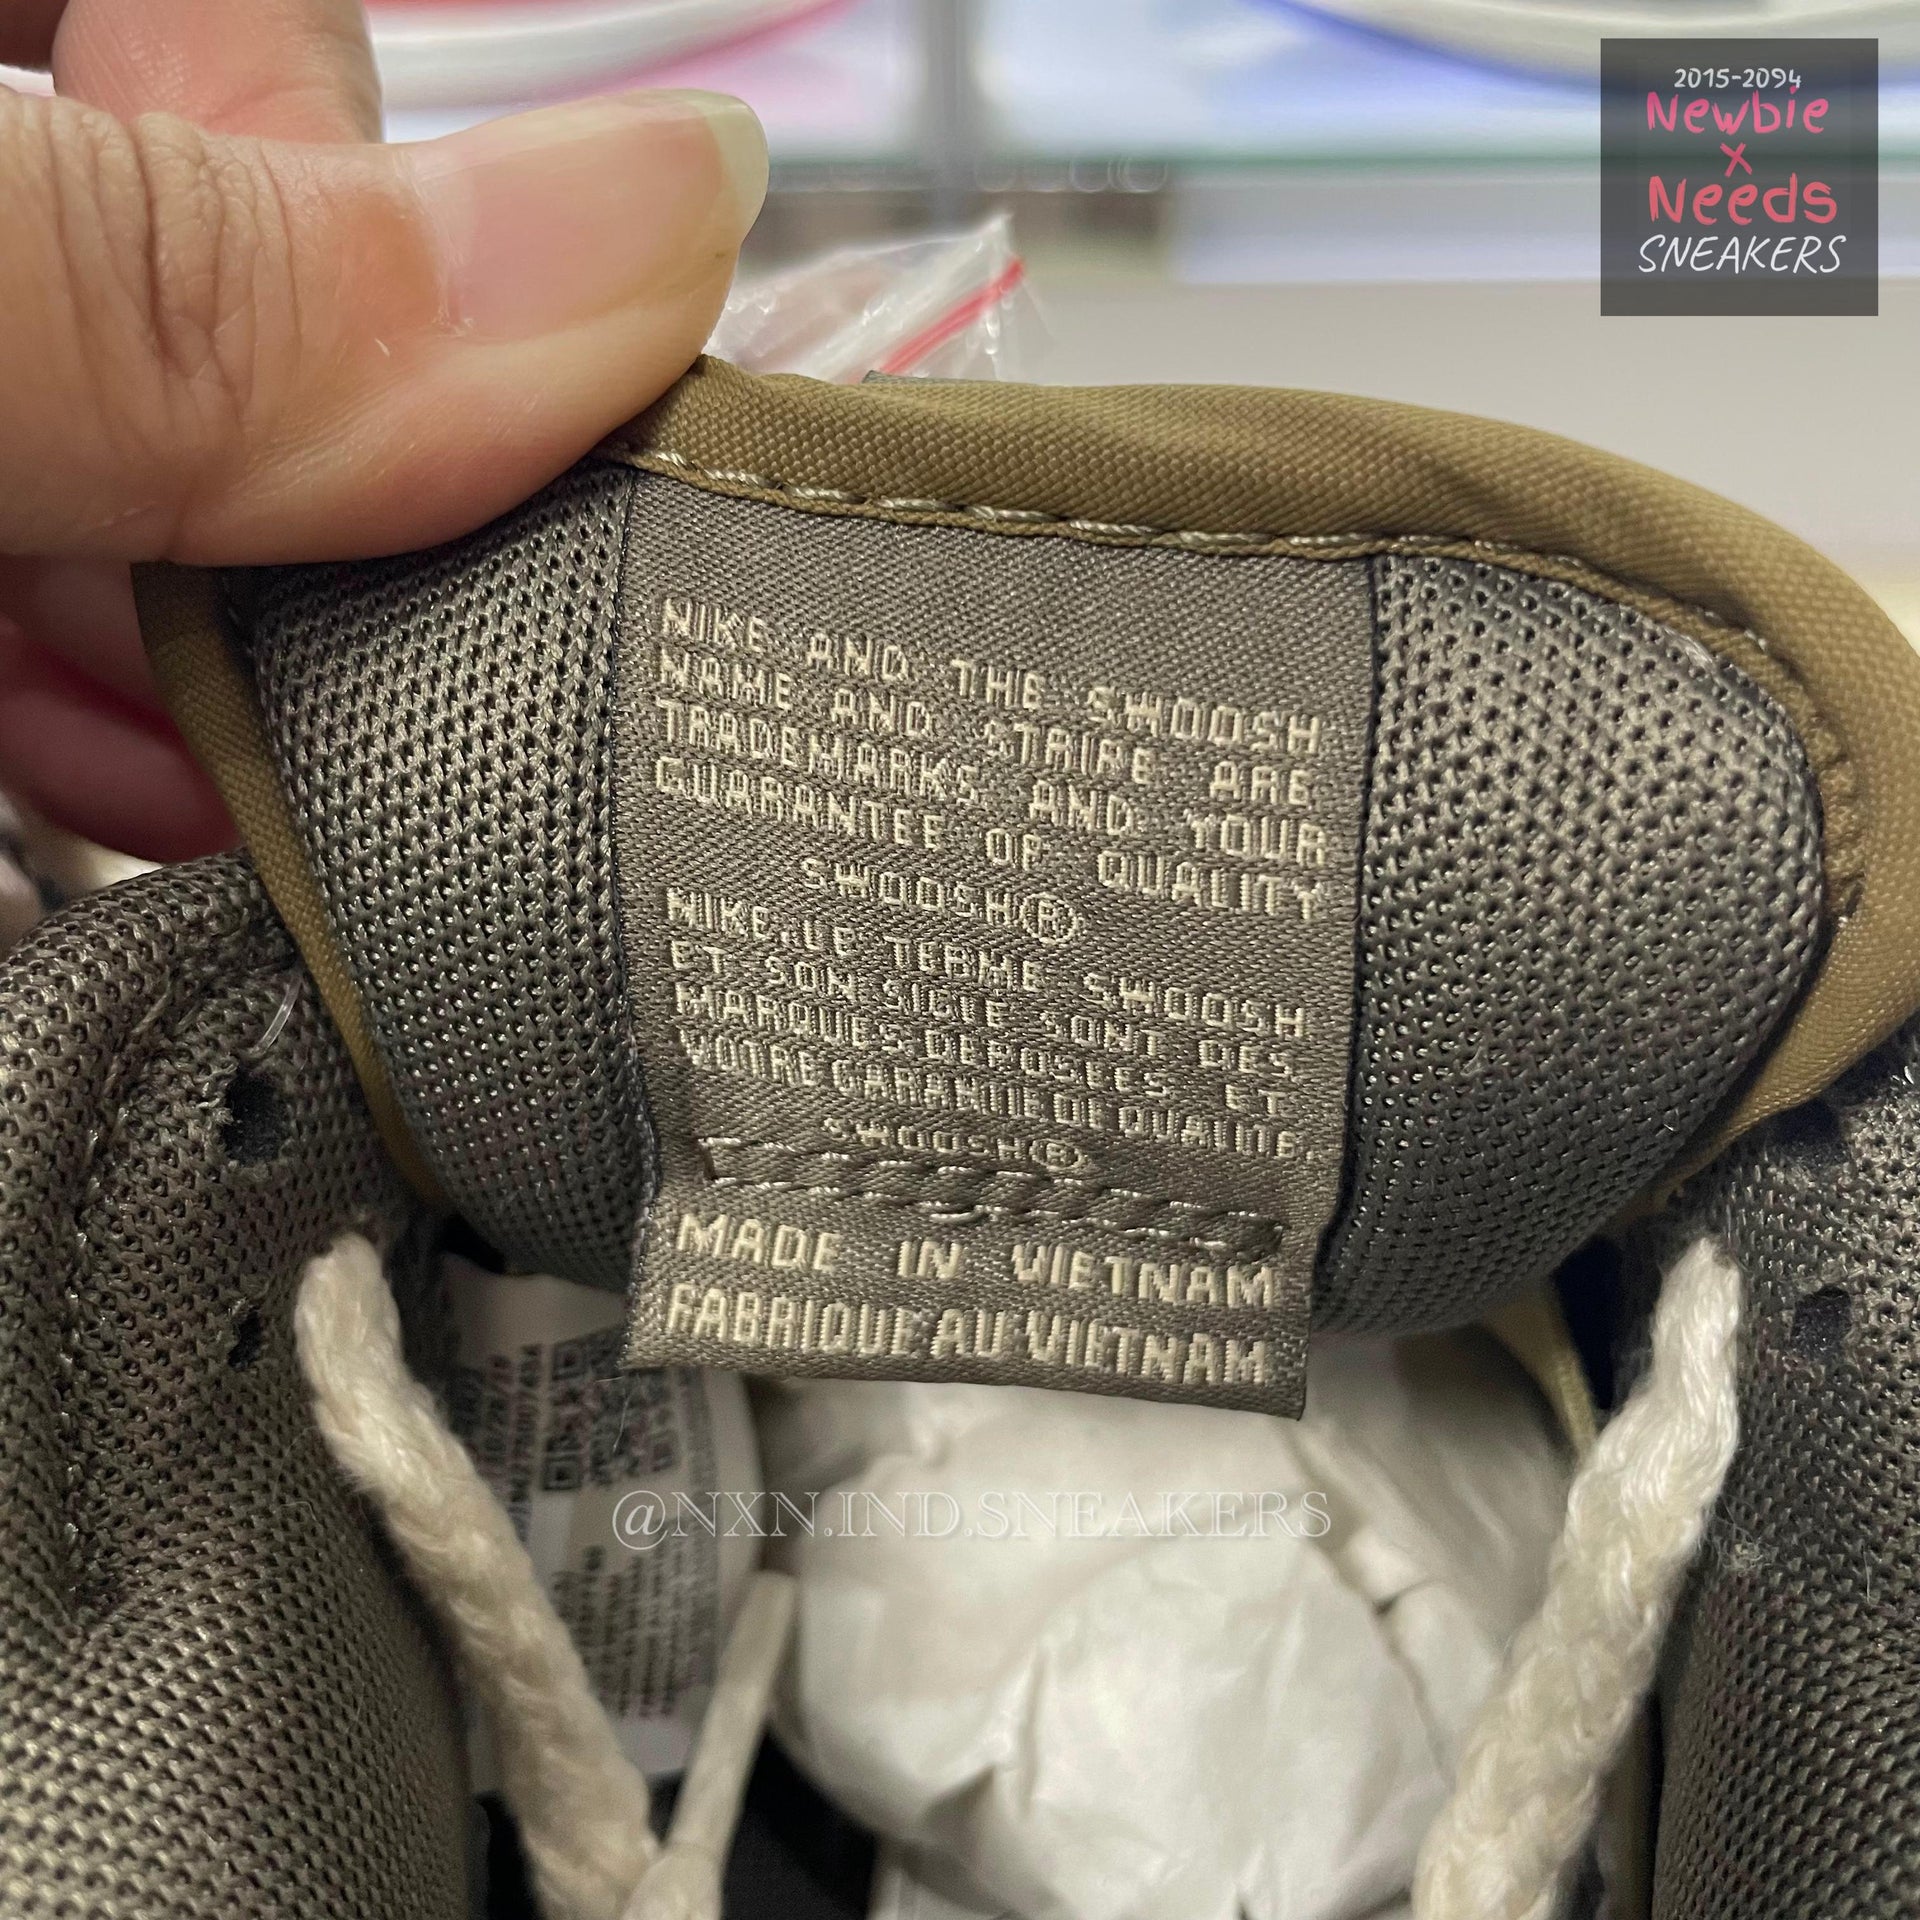 2015-2094
Newbie
x
Needs
SNEAKERS
NIKE AND THE SWOOSH
NAME AND STRIPE ARE
TRADEMARKS AND YOUR
GUARANTEE OF QUALITY
SWOOSH®
NIKE.LE TERME SWOOSH
ET SON SIGLE SONT DES
MARQUES DEPOSEES ET
VOTRE GARANTIE DE QUALITE.
SWOOSH®
MADE IN VIETNAM
FABRIQUE AU VIETNAM
@NXN.IND.SNEAKERS